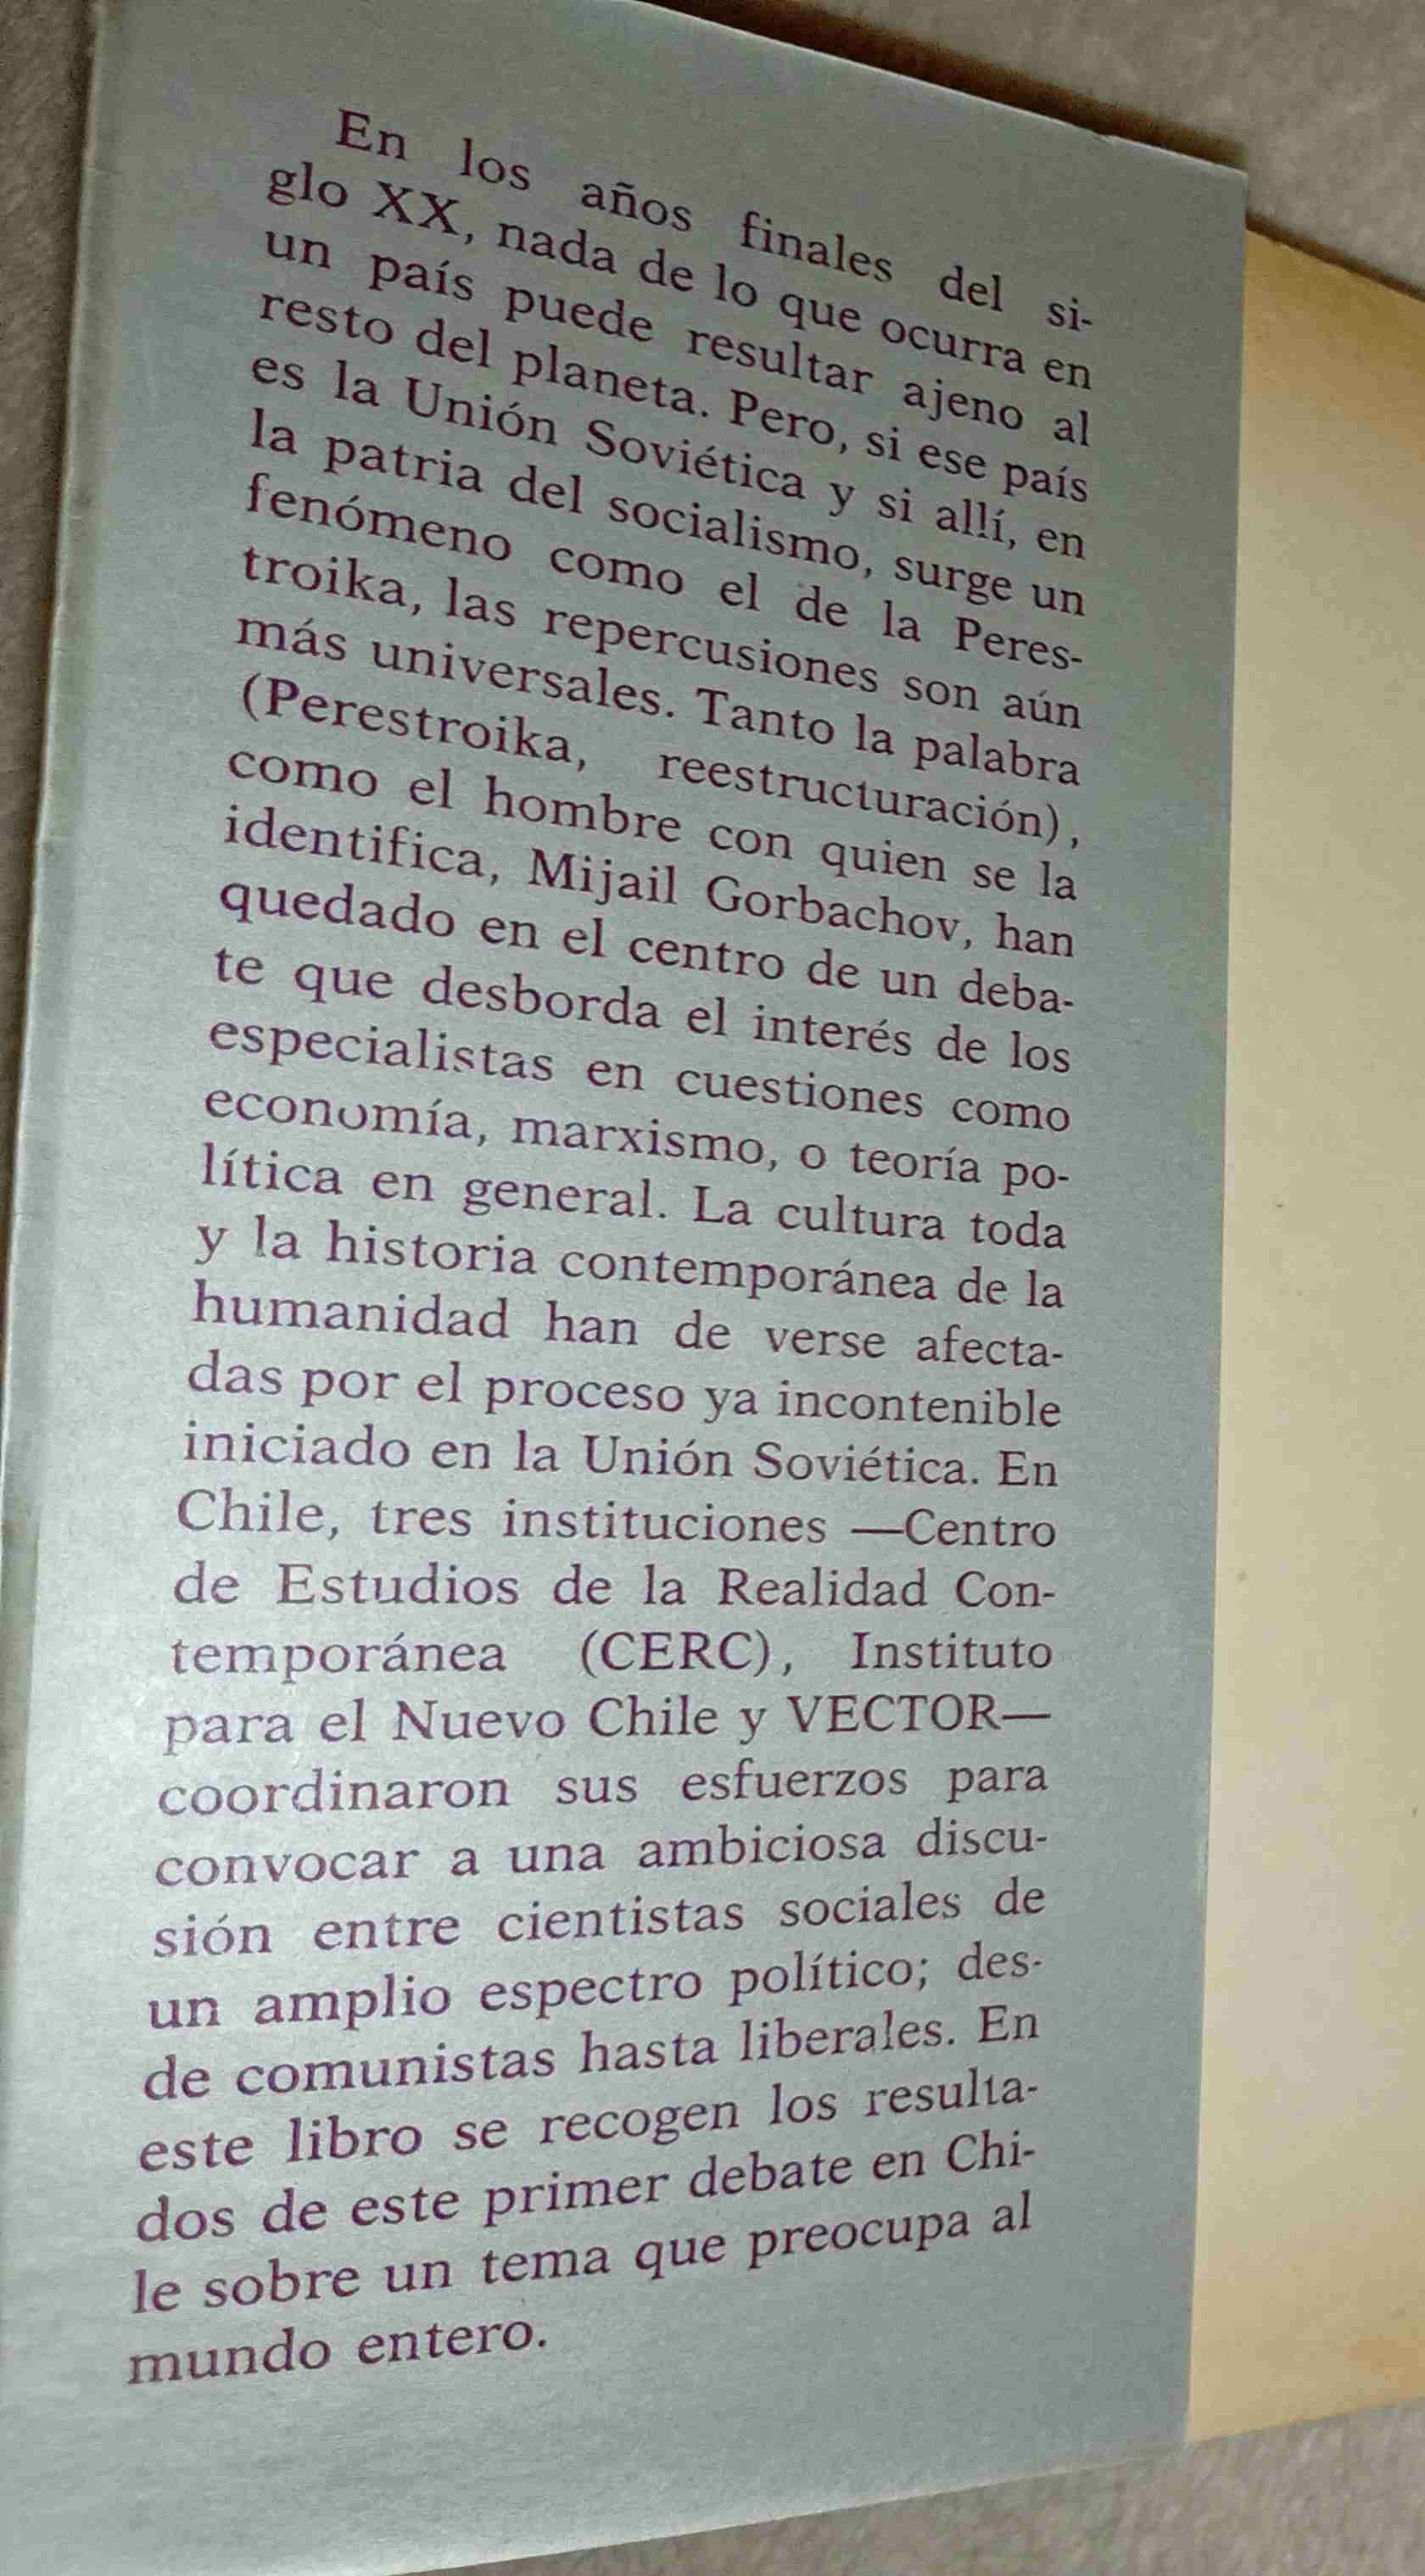 En los años finales del si-
glo XX, nada de lo que ocurra en
un país puede resultar ajeno al
resto del planeta. Pero, si ese país
es la Unión Soviética y si allí, en
la patria del socialismo, surge un
fenómeno como el de la Peres-
troika, las repercusiones son aún
más universales. Tanto la palabra
(Perestroika, reestructuración),
como el hombre con quien se la
identifica, Mijail Gorbachov, han
quedado en el centro de un deba-
te que desborda el interés de los
especialistas en cuestiones como
economía, marxismo, o teoría po-
lítica en general. La cultura toda
y la historia contemporánea de la
humanidad han de verse afecta-
das por el proceso ya incontenible
iniciado en la Unión Soviética. En
Chile, tres instituciones —Centro
de Estudios de la Realidad Con-
temporánea (CERC), Instituto
para el Nuevo Chile y VECTOR—
coordinaron sus esfuerzos para
convocar a una ambiciosa discu-
sión entre cientistas sociales de
un amplio espectro político; des-
de comunistas hasta liberales. En
este libro se recogen los resulta-
dos de este primer debate en Chi-
le sobre un tema que preocupa al
mundo entero.